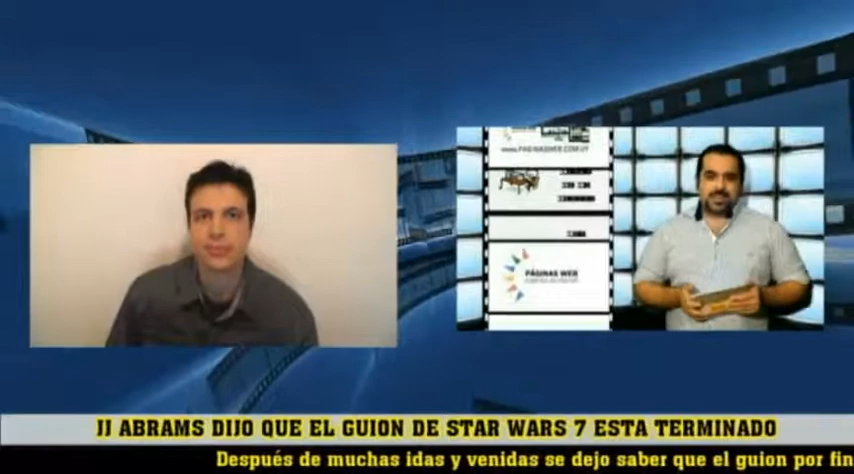 www.PAGINASWEB.COM.UY
PÁGINAS WEB
JJ ABRAMS DIJO QUE EL GUION DE STAR WARS 7 ESTA TERMINADO
Después de muchas idas y venidas se dejo saber que el guion por fin